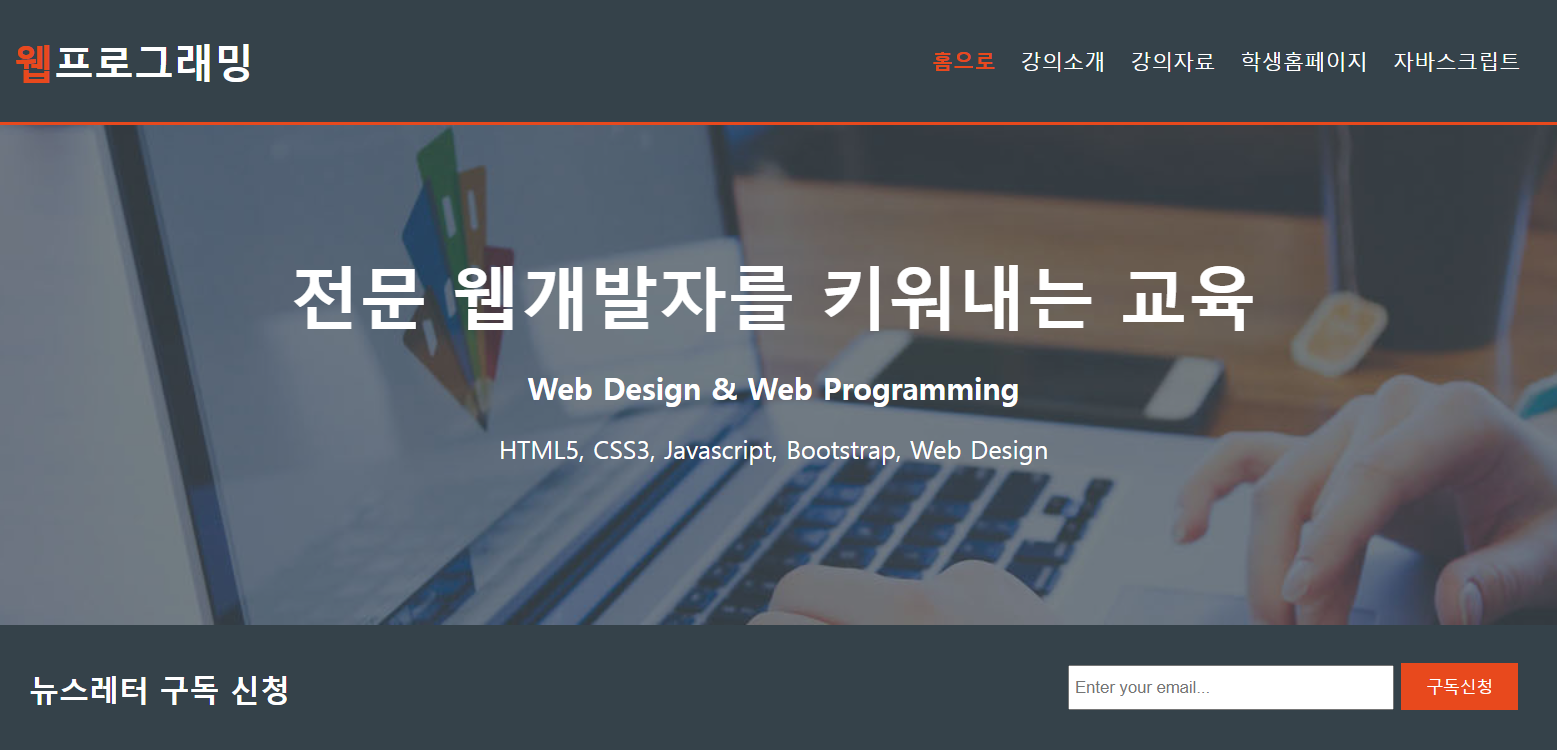 웹프로그래밍
홈으로 강의소개 강의자료 학생홈페이지 자바스크립트
전문 웹개발자를 키워내는 교육
Web Design & Web Programming
HTML5, CSS3, Javascript, Bootstrap, Web Design
뉴스레터 구독 신청
Enter your email... 구독신청